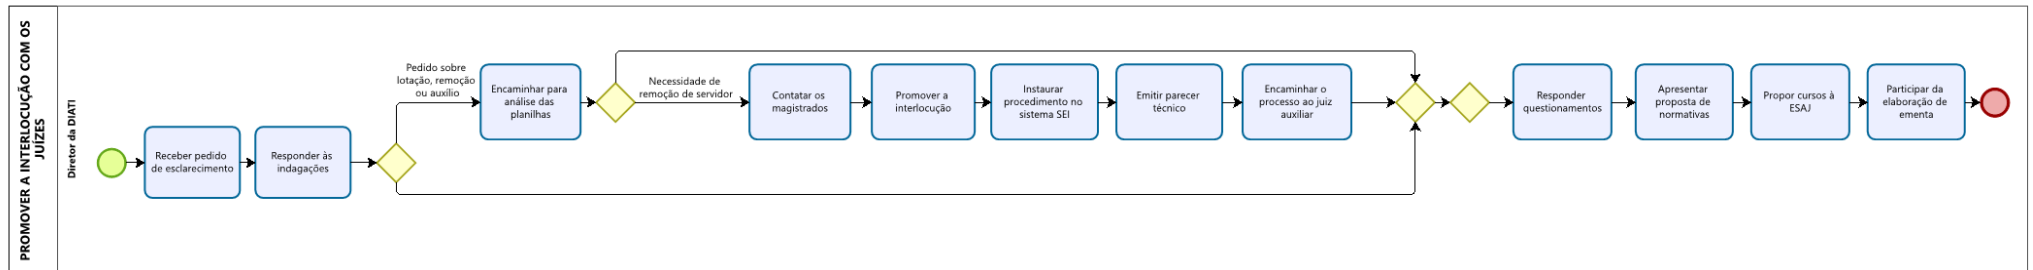 PROMOVER A INTERLOCUÇÃO COM OS
JUÍZES
Diretor da DIATI
Receber pedido
de esclarecimento
Responder às
indagações
Pedido sobre
lotação, remoção
ou auxílio
Encaminhar para
análise das
planilhas
Necessidade de
remoção de servidor
Contatar os
magistrados
Promover a
interlocução
Instaurar
procedimento no
sistema SEI
Emitir parecer
técnico
Encaminhar o
processo ao juiz
auxiliar
Responder
questionamentos
Apresentar
proposta de
normativas
Propor cursos à
ESAJ
Participar da
elaboração de
ementa